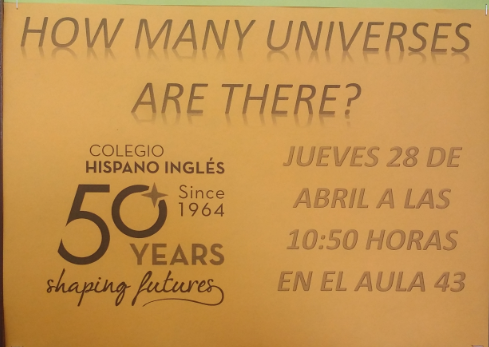 HOW MANY UNIVERSES
ARE THERE?
COLEGIO
HISPANO INGLÉS
50 Since
1964
YEARS
shaping futures
JUEVES 28 DE
ABRIL A LAS
10:50 HORAS
EN EL AULA 43